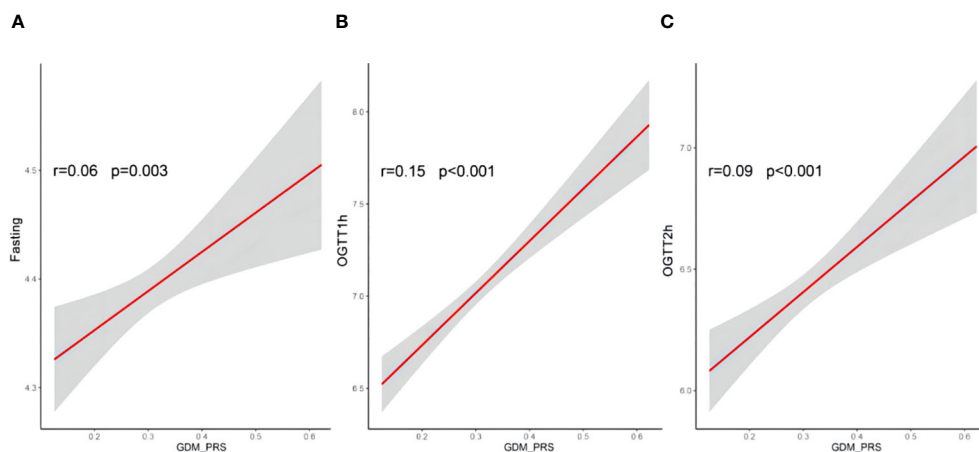 A
B
C
r=0.06 p=0.003
4.5
4.4
4.3
Fasting
0.2 0.3 0.4 0.5 0.6
GDM_PRS
r=0.15 p<0.001
8.0
7.5
7.0
6.5
OGTT1h
0.2 0.3 0.4 0.5 0.6
GDM_PRS
r=0.09 p<0.001
7.0
6.5
6.0
OGTT2h
0.2 0.3 0.4 0.5 0.6
GDM_PRS